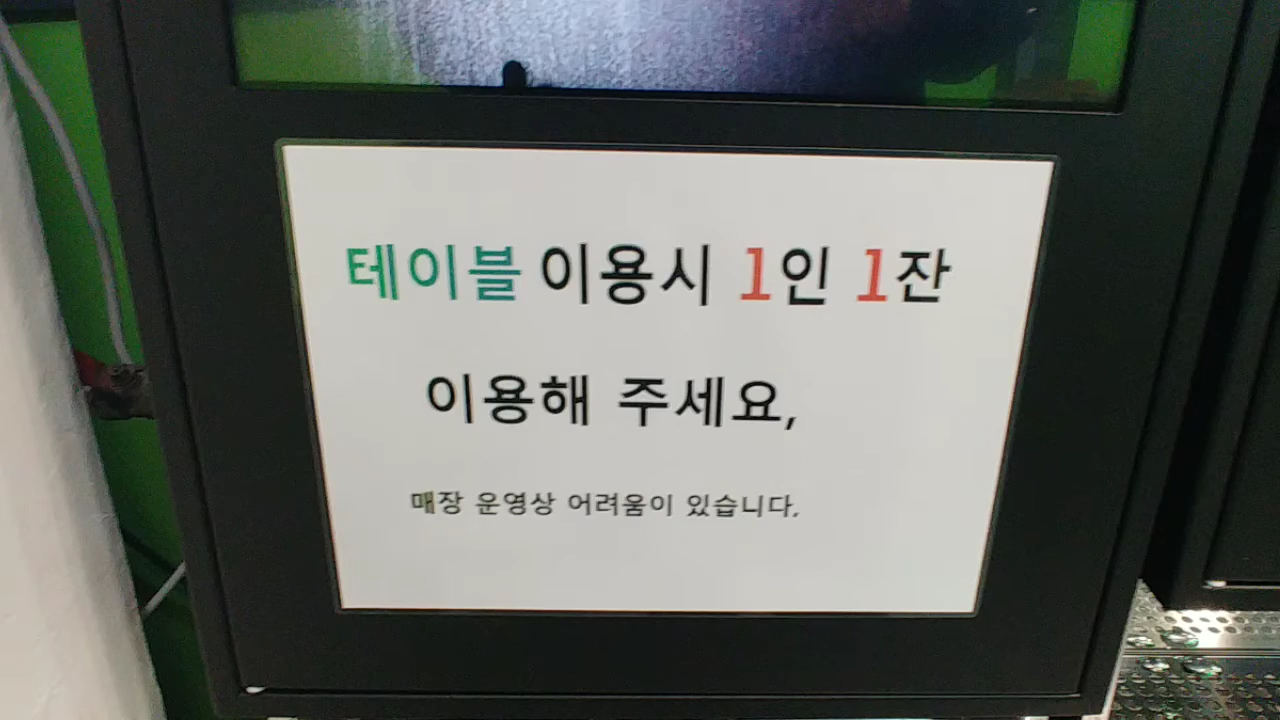 테이블 이용시 1인 1잔
이용해 주세요,
매장 운영상 어려움이 있습니다,